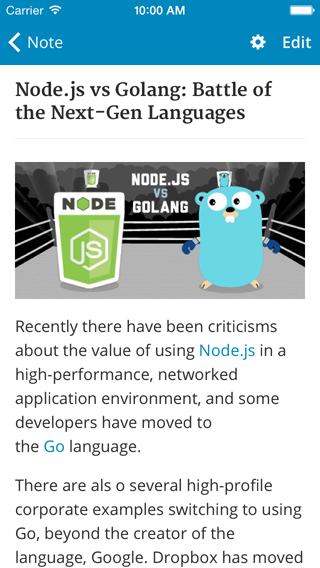 Carrier 10:00 AM
Note Edit
Node.js vs Golang: Battle of
the Next-Gen Languages
NODE.JS
VS
GOLANG
NODE
JS
Recently there have been criticisms
about the value of using Node.js in a
high-performance, networked
application environment, and some
developers have moved to
the Go language.
There are als o several high-profile
corporate examples switching to using
Go, beyond the creator of the
language, Google. Dropbox has moved